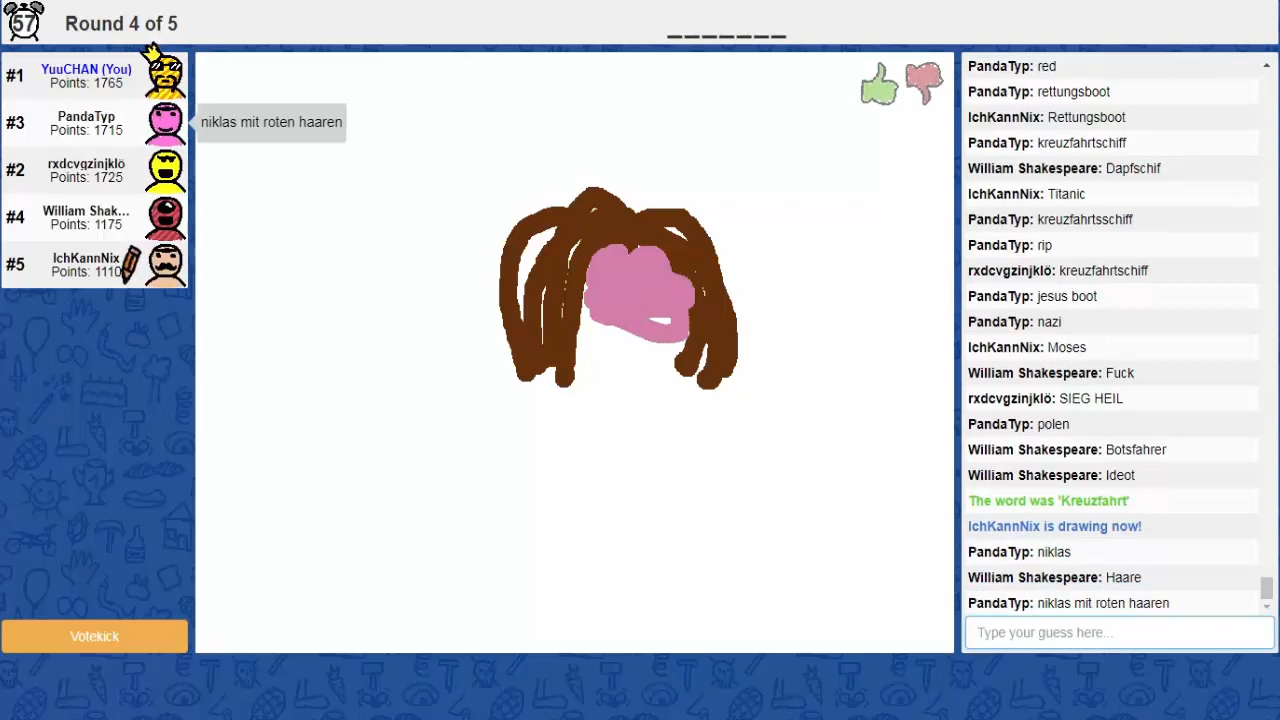 57
Round 4 of 5
_ _ _ _ _ _ _
#1
YuuCHAN (You)
Points: 1765
#3
PandaTyp
Points: 1715
niklas mit roten haaren
#2
rxdcvgzinjklö
Points: 1725
#4
William Shak...
Points: 1175
#5
IchKannNix
Points: 1110
Votekick
PandaTyp: red
PandaTyp: rettungsboot
IchKannNix: Rettungsboot
PandaTyp: kreuzfahrtschiff
William Shakespeare: Dapfschif
IchKannNix: Titanic
PandaTyp: kreuzfahrtsschiff
PandaTyp: rip
rxdcvgzinjklö: kreuzfahrtschiff
PandaTyp: jesus boot
PandaTyp: nazi
IchKannNix: Moses
William Shakespeare: Fuck
rxdcvgzinjklö: SIEG HEIL
PandaTyp: polen
William Shakespeare: Botsfahrer
William Shakespeare: Ideot
The word was 'Kreuzfahrt'
IchKannNix is drawing now!
PandaTyp: niklas
William Shakespeare: Haare
PandaTyp: niklas mit roten haaren
Type your guess here...